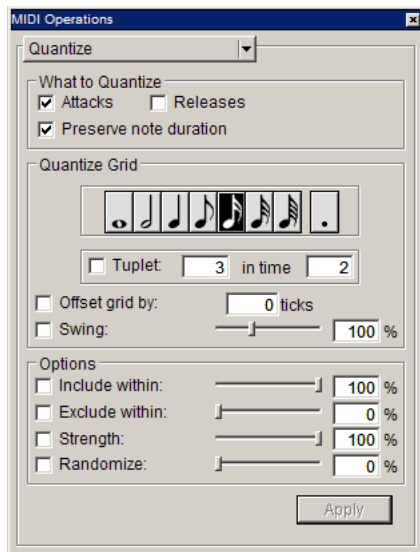 MIDI Operations
Quantize
What to Quantize
Attacks Releases
Preserve note duration
Quantize Grid
Tuplet: 3 in time 2
Offset grid by: 0 ticks
Swing: 100 %
Options
Include within: 100 %
Exclude within: 0 %
Strength: 100 %
Randomize: 0 %
Apply